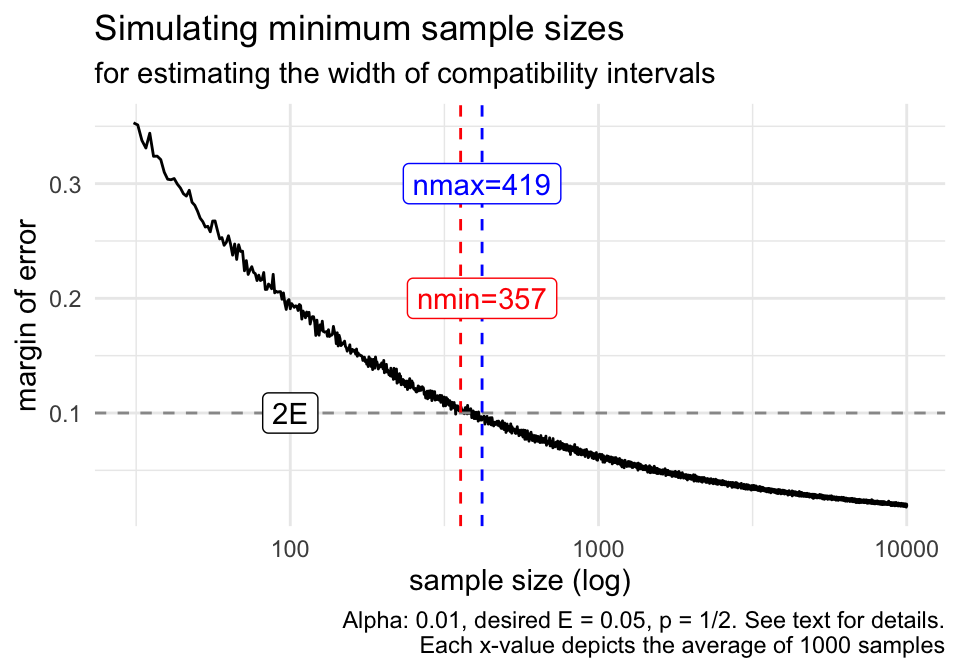 Simulating minimum sample sizes
for estimating the width of compatibility intervals
nmax=419
0.3
nmin=357
0.2
margin of error
2E
0.1
100
1000
10000
sample size (log)
Alpha: 0.01, desired E = 0.05, p = 1/2. See text for details.
Each x-value depicts the average of 1000 samples